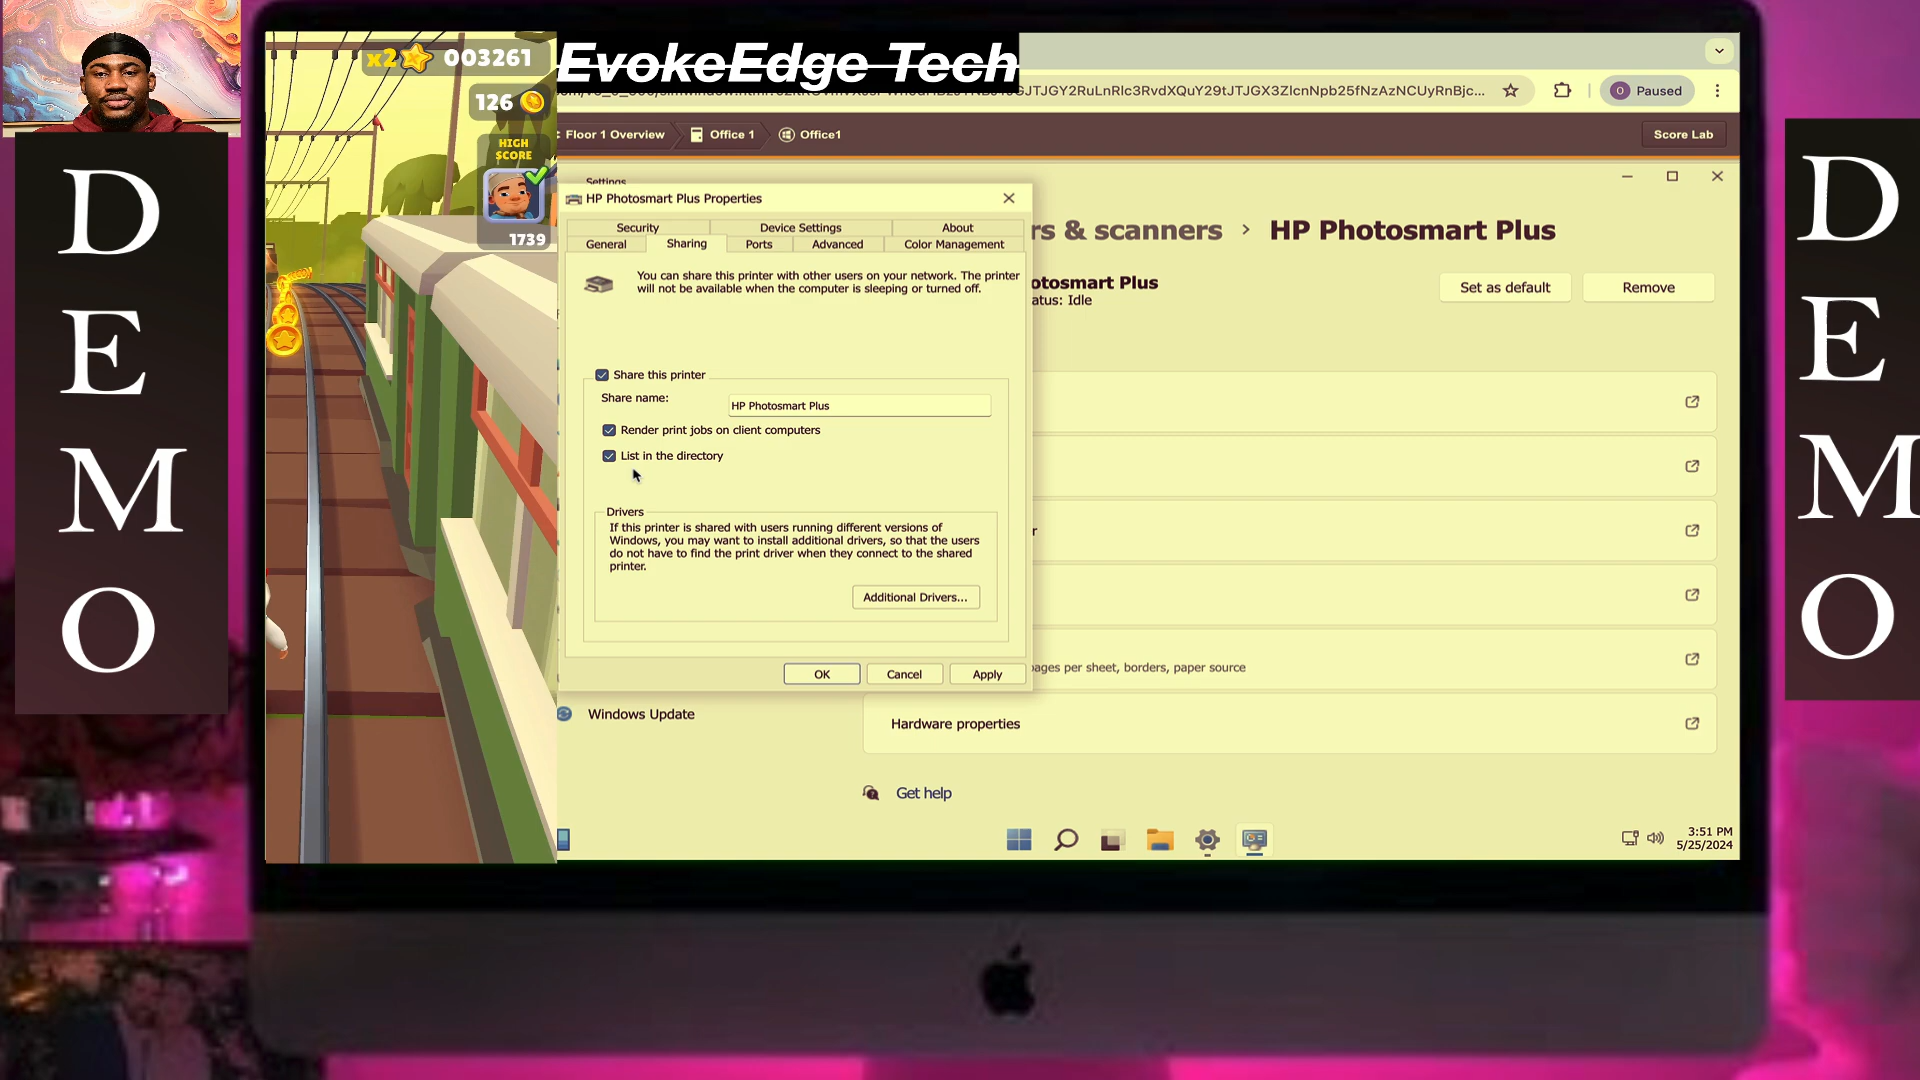 D
E
M
O
x2 003261
126
HIGH
SCORE
1739
EvokeEdge Tech
Paused
Floor 1 Overview
Office 1
Office1
Score Lab
Settings
HP Photosmart Plus Properties
Security
Device Settings
About
General
Sharing
Ports
Advanced
Color Management
You can share this printer with other users on your network. The printer
will not be available when the computer is sleeping or turned off.
Share this printer
Share name:
HP Photosmart Plus
Render print jobs on client computers
List in the directory
Drivers
If this printer is shared with users running different versions of
Windows, you may want to install additional drivers, so that the users
do not have to find the print driver when they connect to the shared
printer.
Additional Drivers...
OK
Cancel
Apply
rs & scanners > HP Photosmart Plus
otosmart Plus
atus: Idle
Set as default
Remove
r
pages per sheet, borders, paper source
Windows Update
Hardware properties
Get help
3:51 PM
5/25/2024
D
E
M
O